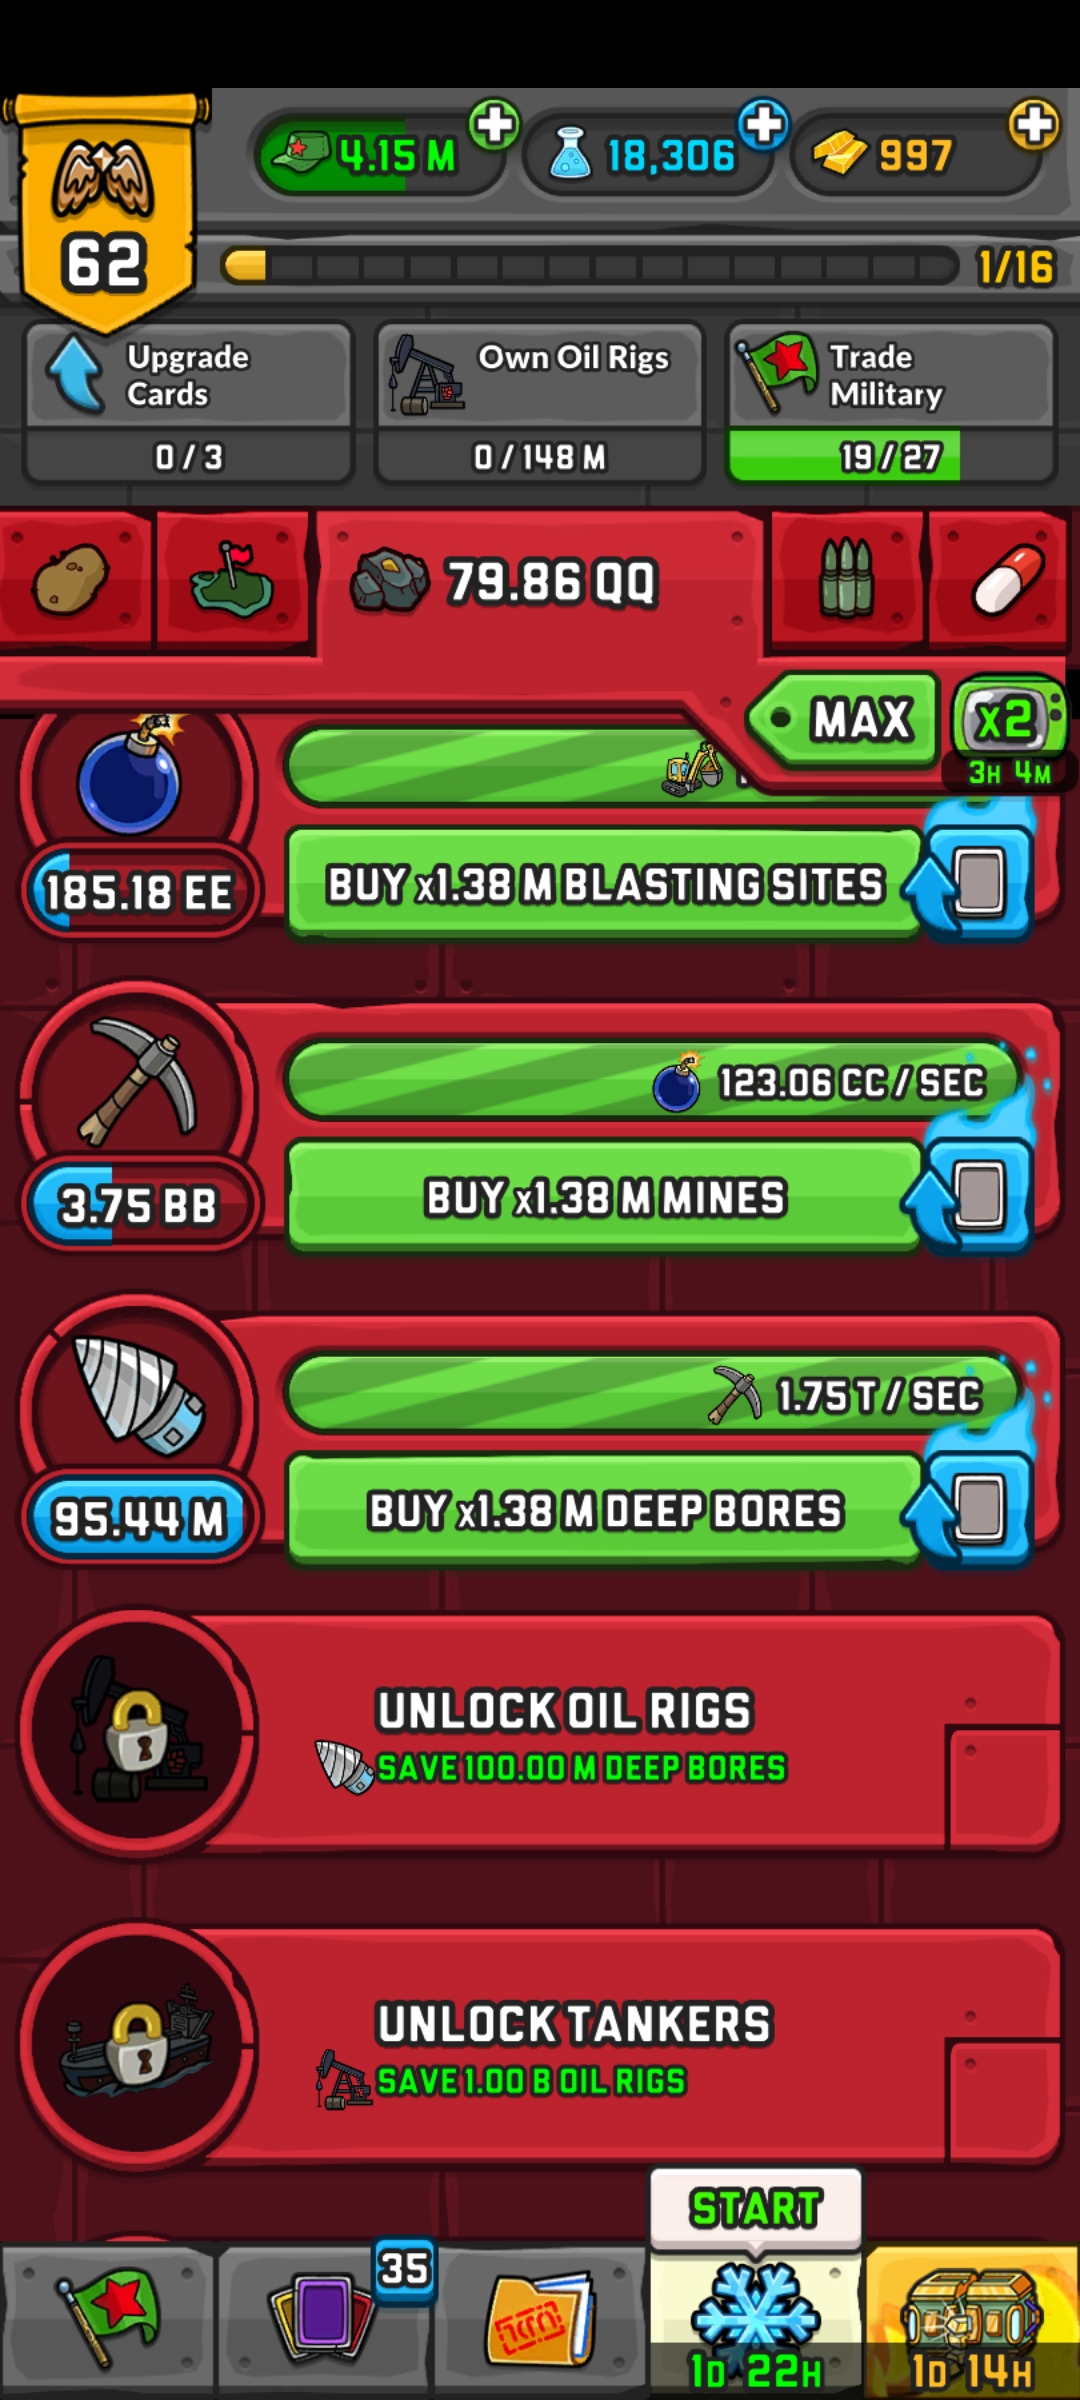 4.15 M
18,306
997
62
1/16
Upgrade
Cards
0 / 3
Own Oil Rigs
0 / 148 M
Trade
Military
19 / 27
79.86 QQ
MAX
x2
3H 4M
185.18 EE
BUY x1.38 M BLASTING SITES
123.06 CC / SEC
3.75 BB
BUY x1.38 M MINES
1.75 T / SEC
95.44 M
BUY x1.38 M DEEP BORES
UNLOCK OIL RIGS
SAVE 100.00 M DEEP BORES
UNLOCK TANKERS
SAVE 1.00 B OIL RIGS
START
35
1D 22H
1D 14H